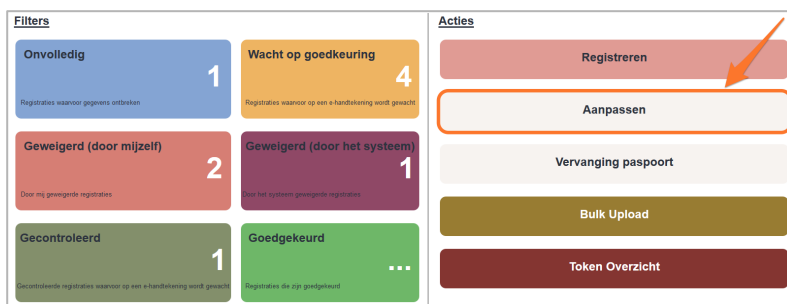 Filters
Onvolledig
1
Registraties waarvoor gegevens ontbreken
Wacht op goedkeuring
4
Registraties waarvoor op een e-handtekening wordt gewacht
Geweigerd (door mijzelf)
2
Door mij geweigerde registraties
Geweigerd (door het systeem)
1
Door het systeem geweigerde registraties
Gecontroleerd
1
Gecontroleerde registraties waarvoor op een e-handtekening wordt gewacht
Goedgekeurd
...
Registraties die zijn goedgekeurd
Acties
Registreren
Aanpassen
Vervanging paspoort
Bulk Upload
Token Overzicht